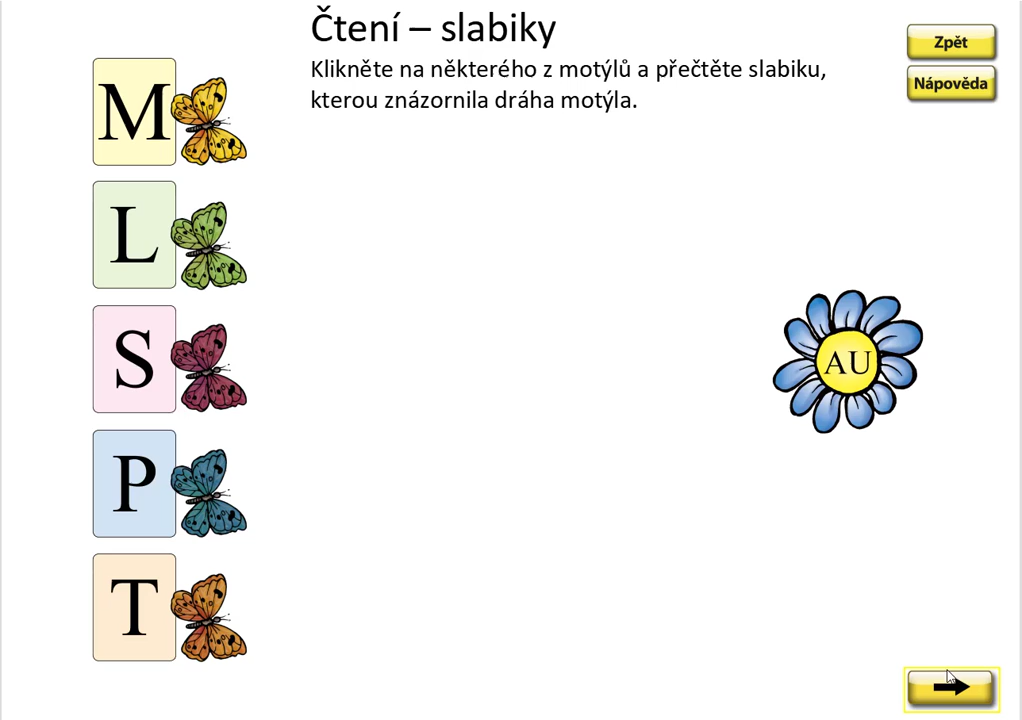 Čtení – slabiky
Klikněte na některého z motýlů a přečtěte slabiku,
kterou znázornila dráha motýla.
Zpět
Nápověda
M
L
S
P
T
AU